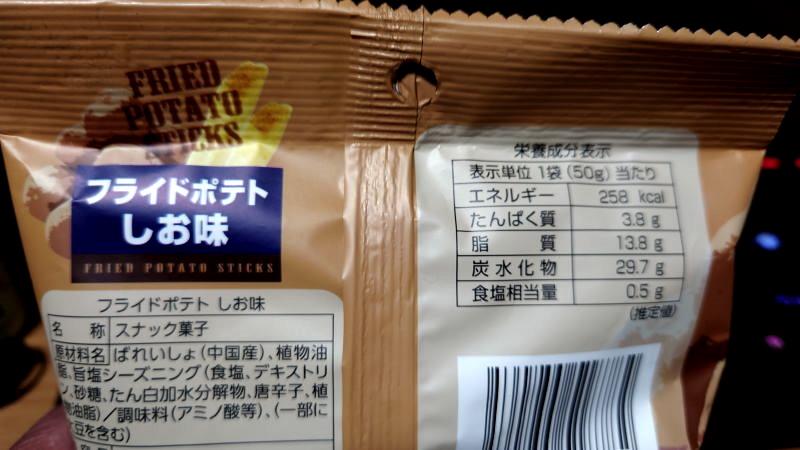 FRIED
POTATO
STICKS
フライドポテト
しお味
FRIED POTATO STICKS
フライドポテト しお味
名 称 スナック菓子
原材料名 ばれいしょ(中国産)、植物油
脂、旨塩シーズニング(食塩、デキストリ
ン、砂糖、たん白加水分解物、唐辛子、植
物油脂)/調味料(アミノ酸等)、(一部に
大豆を含む)
栄養成分表示
表示単位 1袋(50g)当たり
エネルギー 258 kcal
たんぱく質 3.8 g
脂 質 13.8 g
炭水化物 29.7 g
食塩相当量 0.5 g
(推定値)